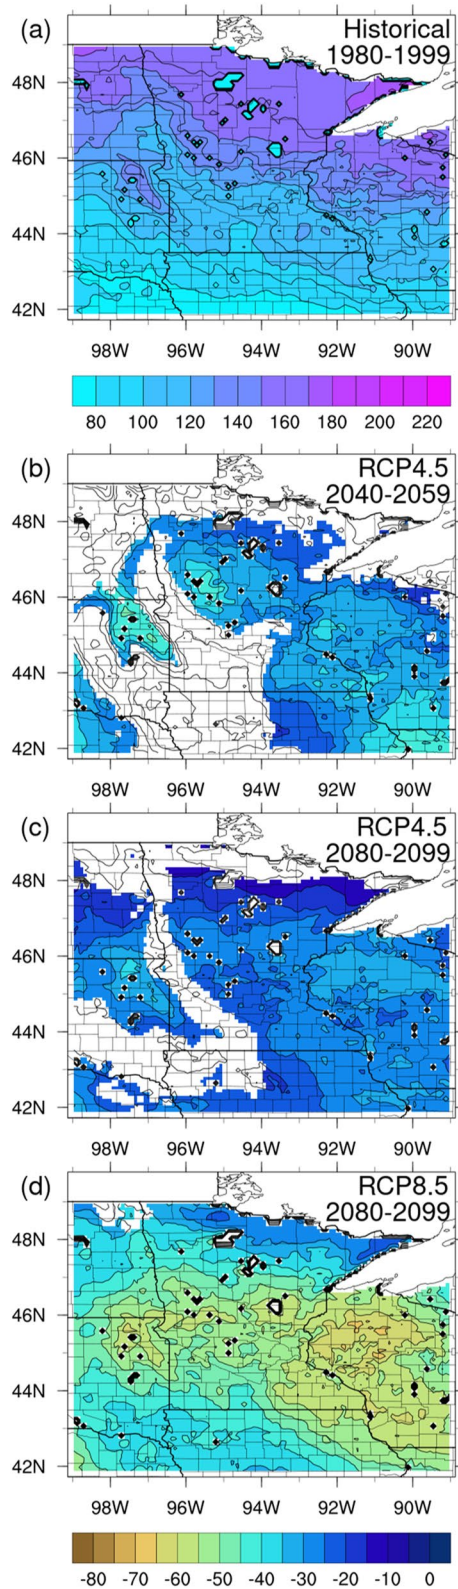 (a)
Historical
1980-1999
48N
46N
44N
42N
98W 96W 94W 92W 90W
80 100 120 140 160 180 200 220
(b)
RCP4.5
2040-2059
48N
46N
44N
42N
98W 96W 94W 92W 90W
(c)
RCP4.5
2080-2099
48N
46N
44N
42N
98W 96W 94W 92W 90W
(d)
RCP8.5
2080-2099
48N
46N
44N
42N
98W 96W 94W 92W 90W
-80 -70 -60 -50 -40 -30 -20 -10 0